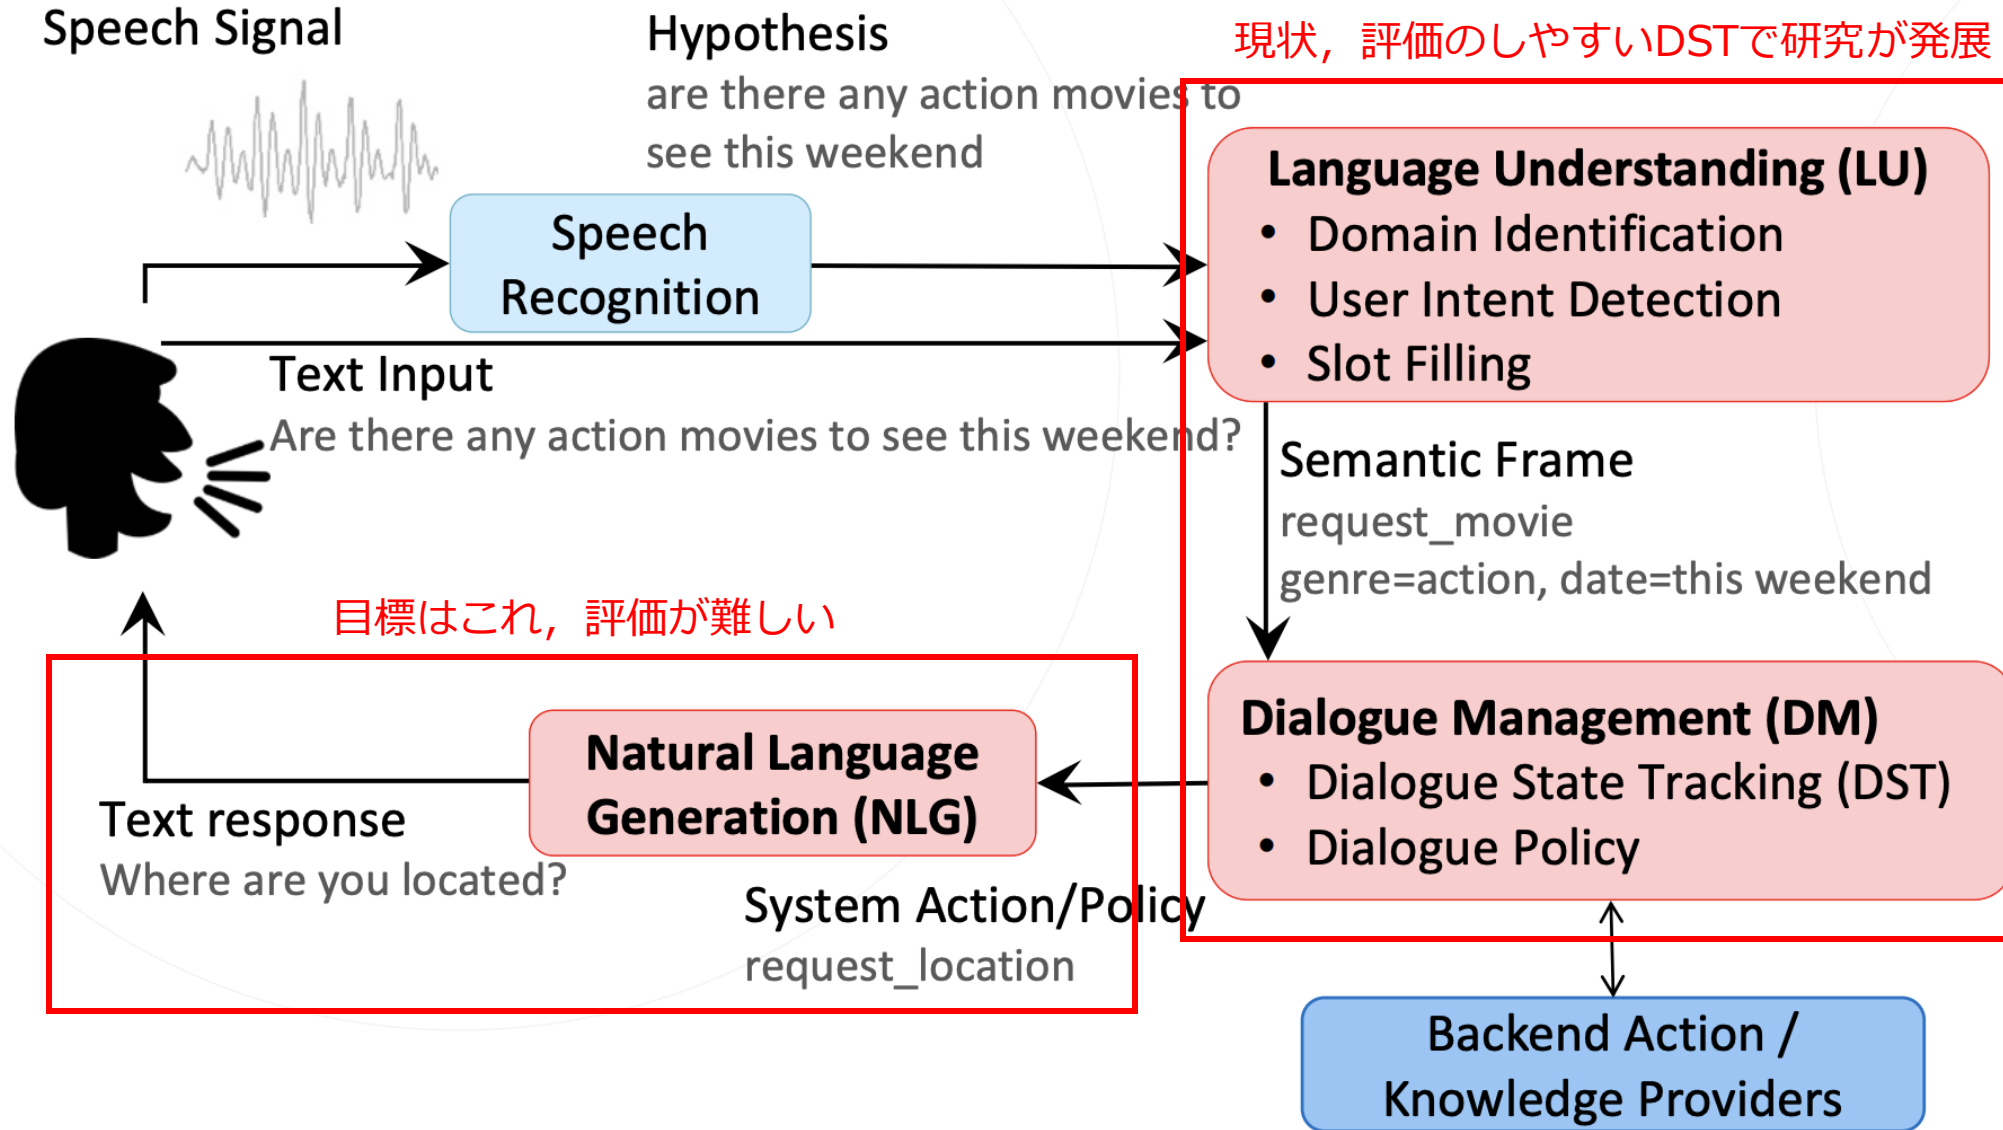 Speech Signal
Hypothesis
are there any action movies to
see this weekend
現状，評価のしやすいDSTで研究が発展
Speech
Recognition
Language Understanding (LU)
• Domain Identification
• User Intent Detection
• Slot Filling
Text Input
Are there any action movies to see this weekend?
Semantic Frame
request_movie
genre=action, date=this weekend
目標はこれ，評価が難しい
Natural Language
Generation (NLG)
Dialogue Management (DM)
• Dialogue State Tracking (DST)
• Dialogue Policy
Text response
Where are you located?
System Action/Policy
request_location
Backend Action /
Knowledge Providers